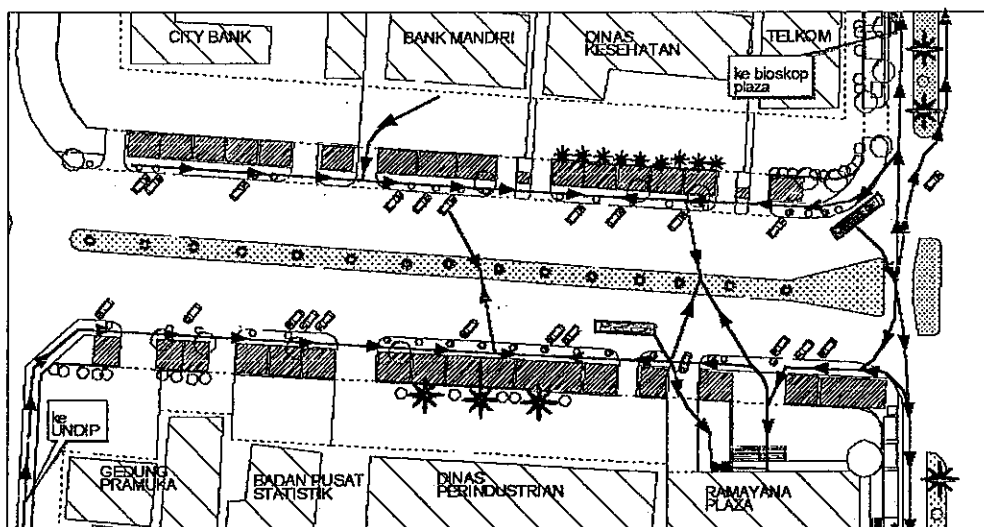 CITY BANK
BANK MANDIRI
DINAS
KESEHATAN
TELKOM
ke bioskop
plaza
ke
UNDIP
GEDUNG
PRAMUKA
BADAN PUSAT
STATISTIK
DINAS
PERINDUSTRIAN
RAMAYANA
PLAZA